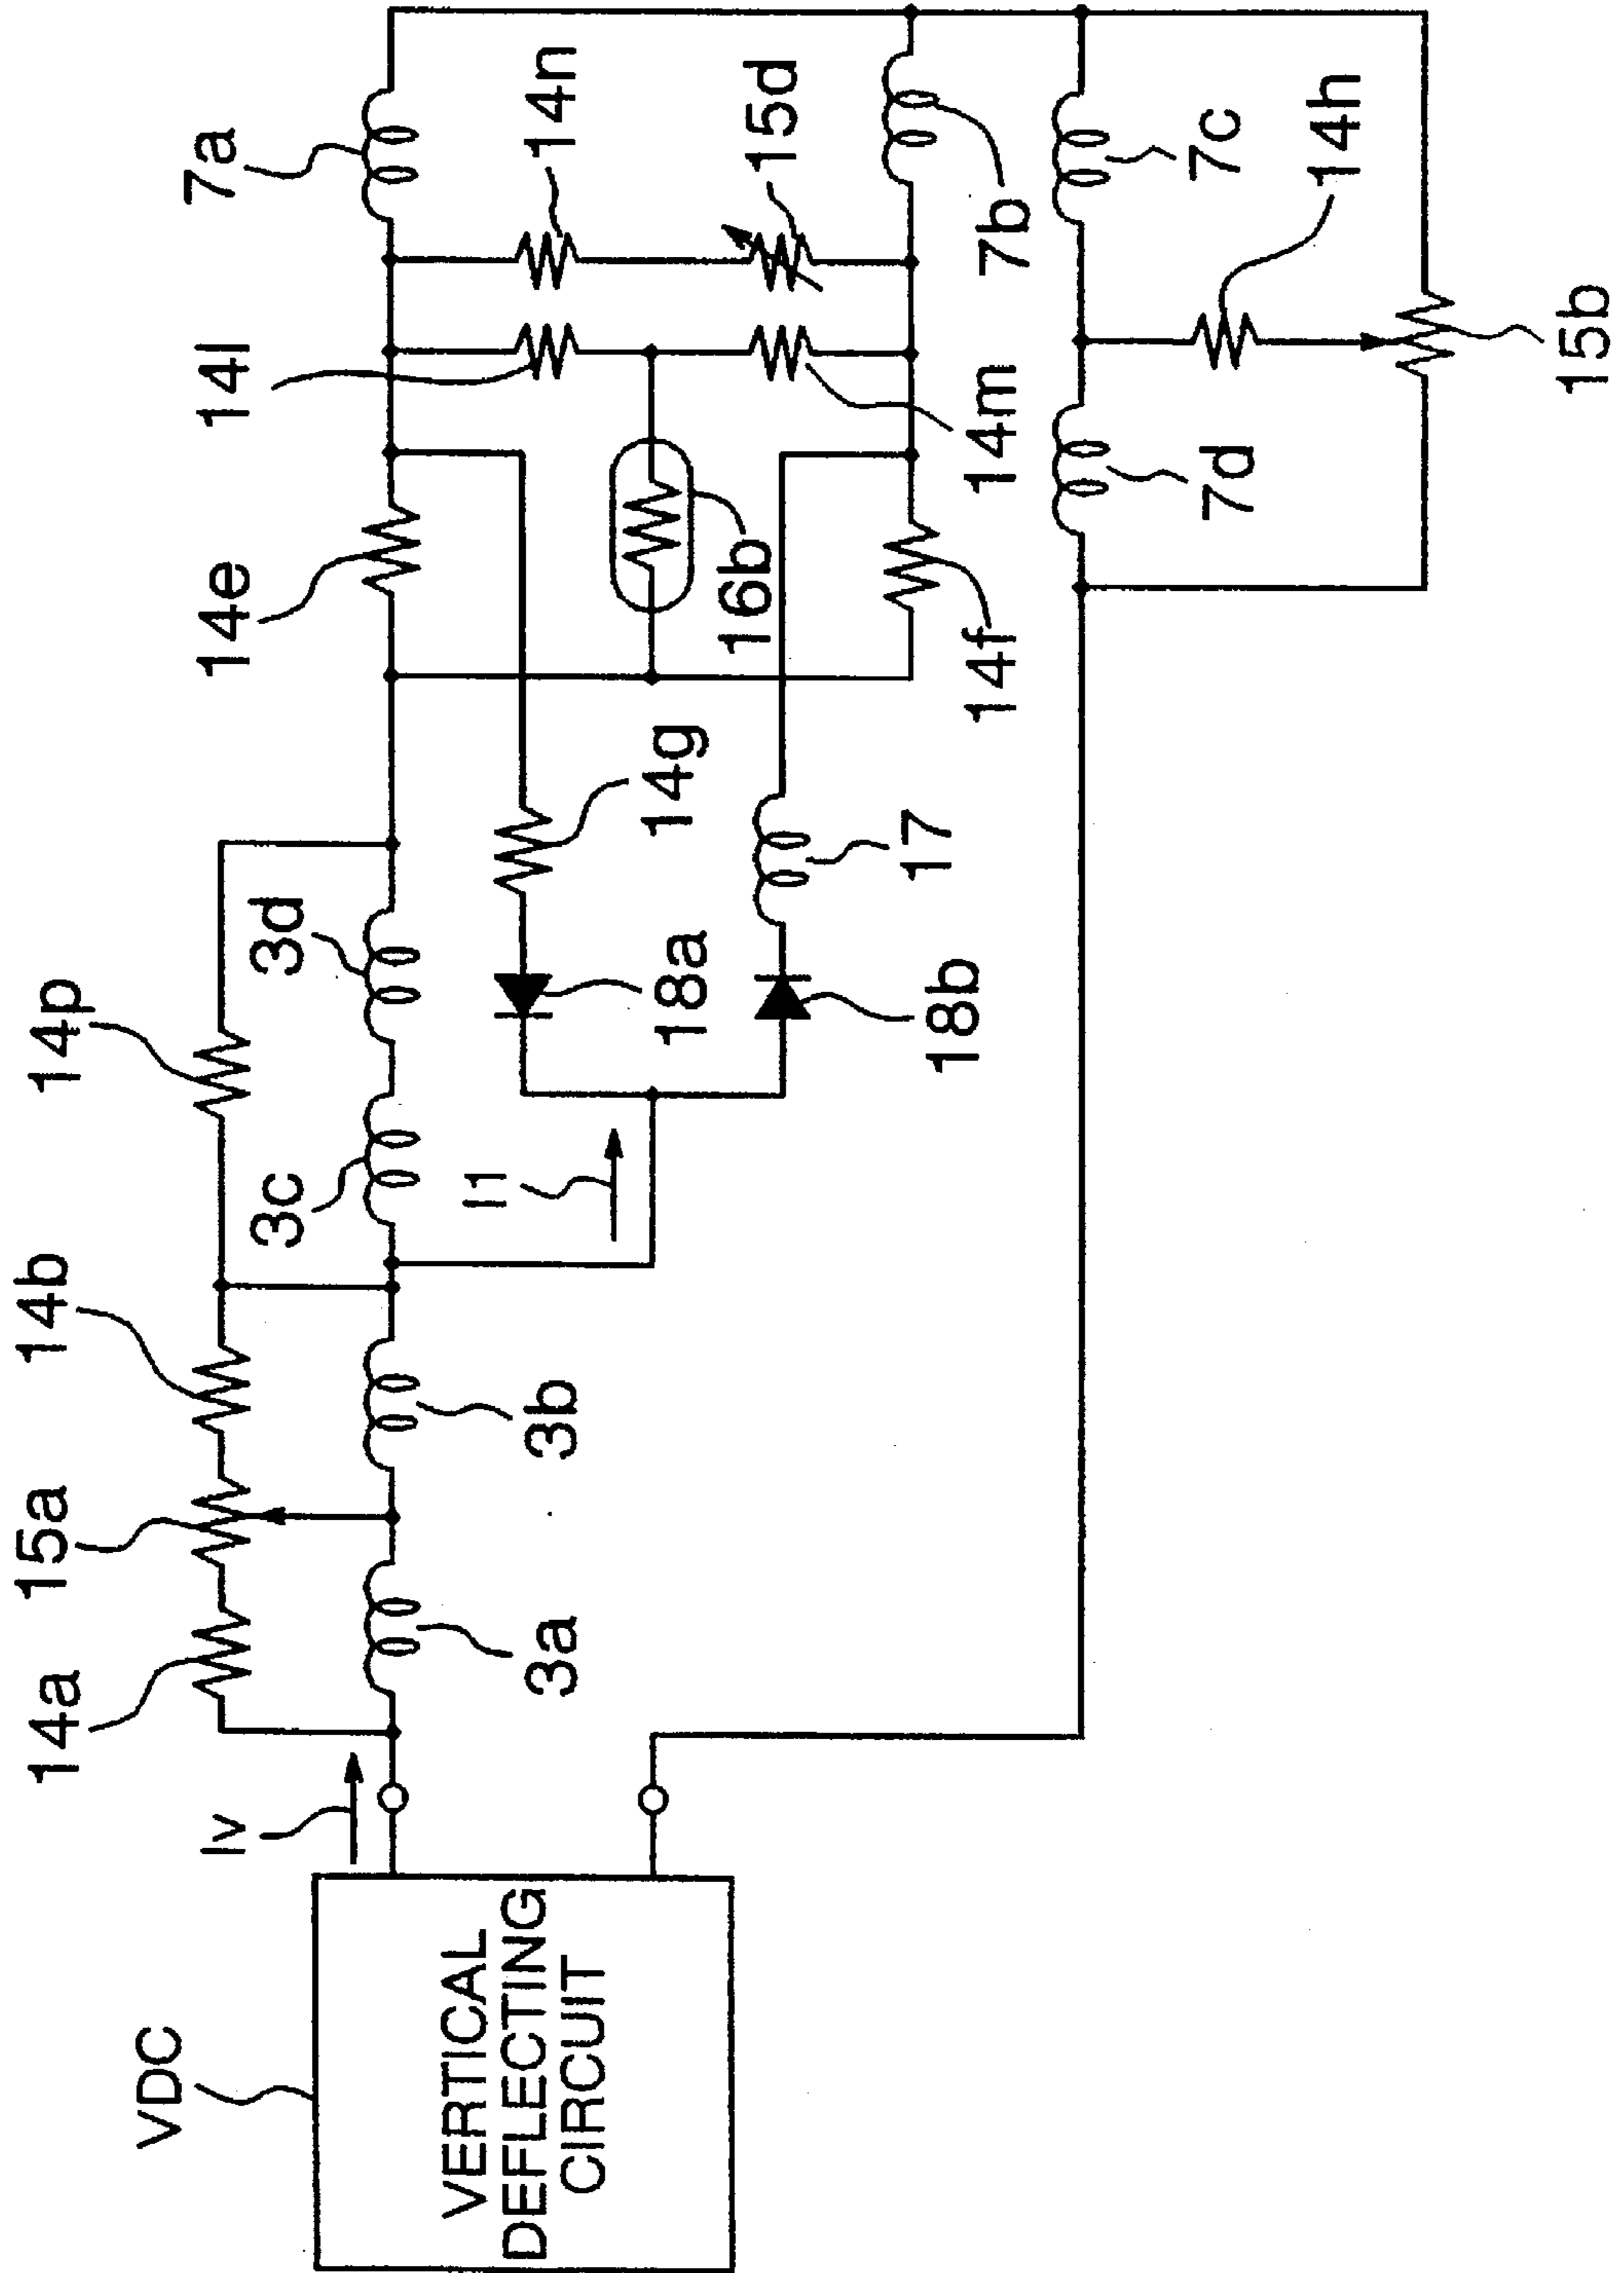 14a
15a
14b
14p
VDC
Iv
14e
14l
7a
3c
3d
VERTICAL
DEFLECTING
CIRCUIT
I1
3a
3b
14n
14g
18a
16b
15d
17
18b
14f
14m
7b
7d
7c
14h
15b